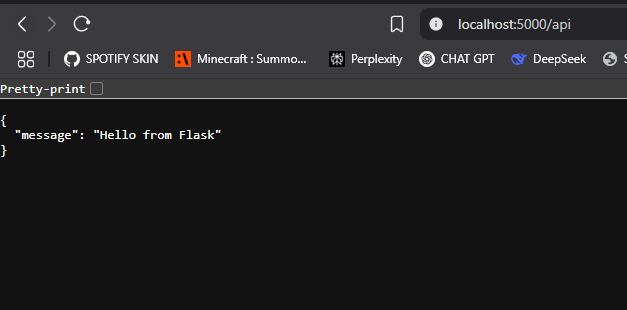 localhost:5000/api
SPOTIFY SKIN Minecraft : Summo... Perplexity CHAT GPT DeepSeek S
Pretty-print
{
  "message": "Hello from Flask"
}